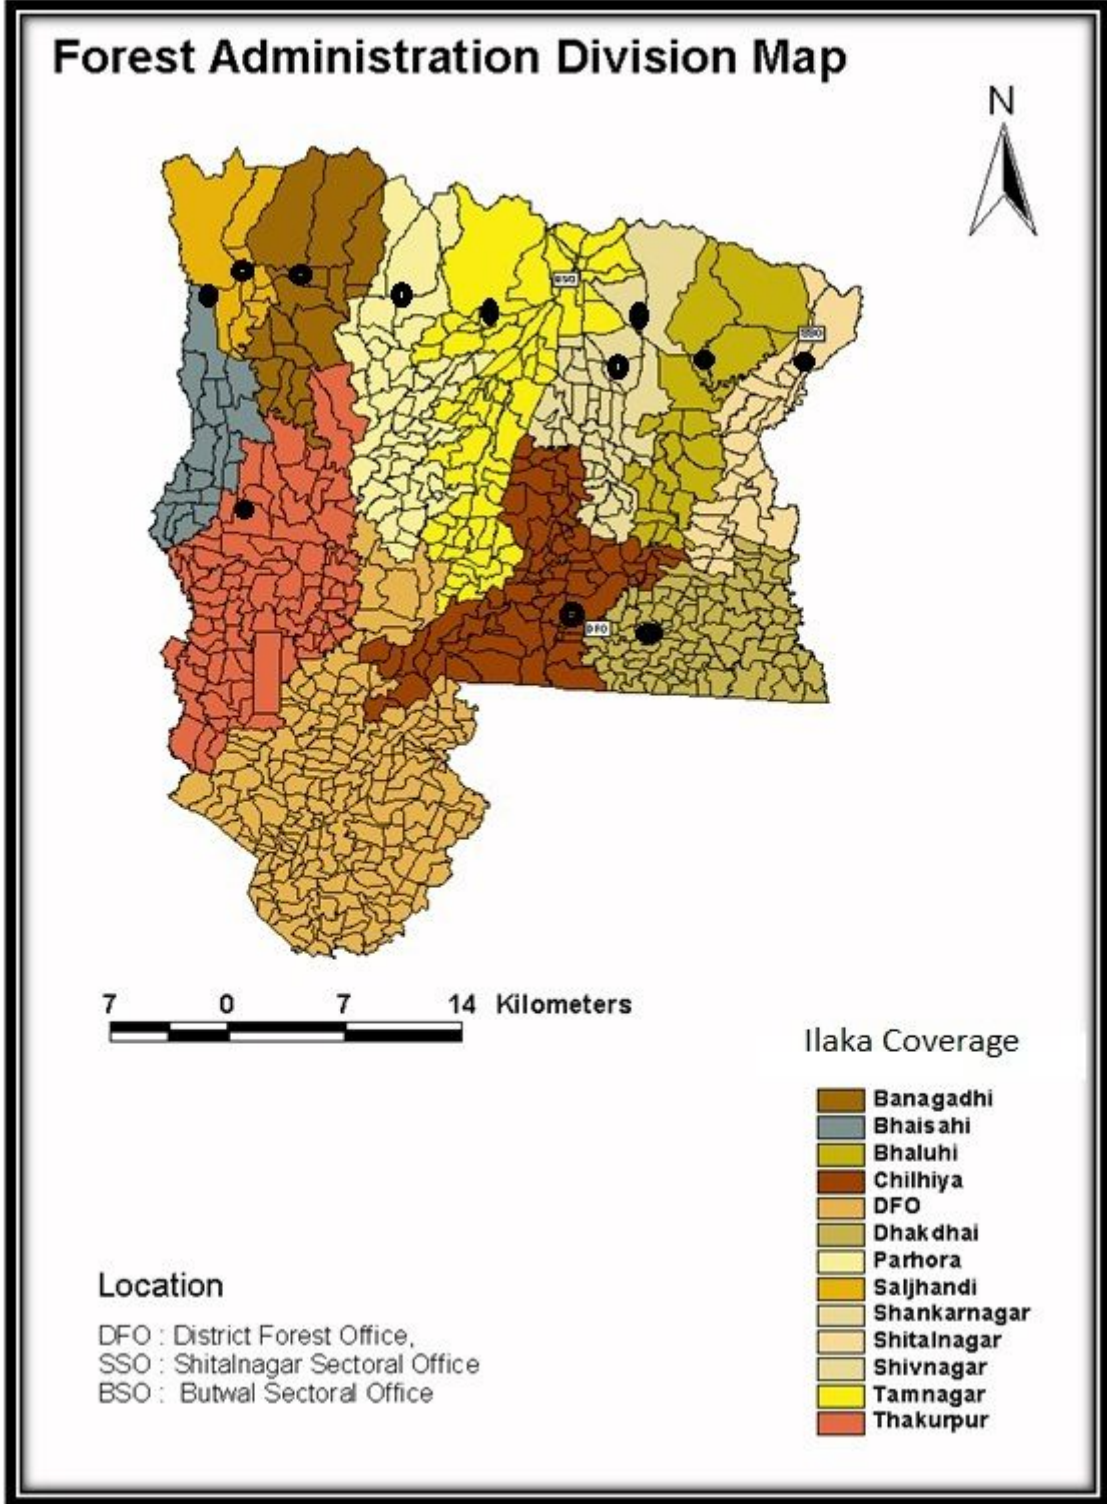 Forest Administration Division Map
N
BSO
SSO
DFO
7 0 7 14 Kilometers
Ilaka Coverage
Banagadhi
Bhaisahi
Bhaluhi
Chilhiya
DFO
Dhakdhai
Parhora
Saljhandi
Shankarnagar
Shitalnagar
Shivnagar
Tamnagar
Thakurpur
Location
DFO : District Forest Office,
SSO : Shitalnagar Sectoral Office
BSO : Butwal Sectoral Office